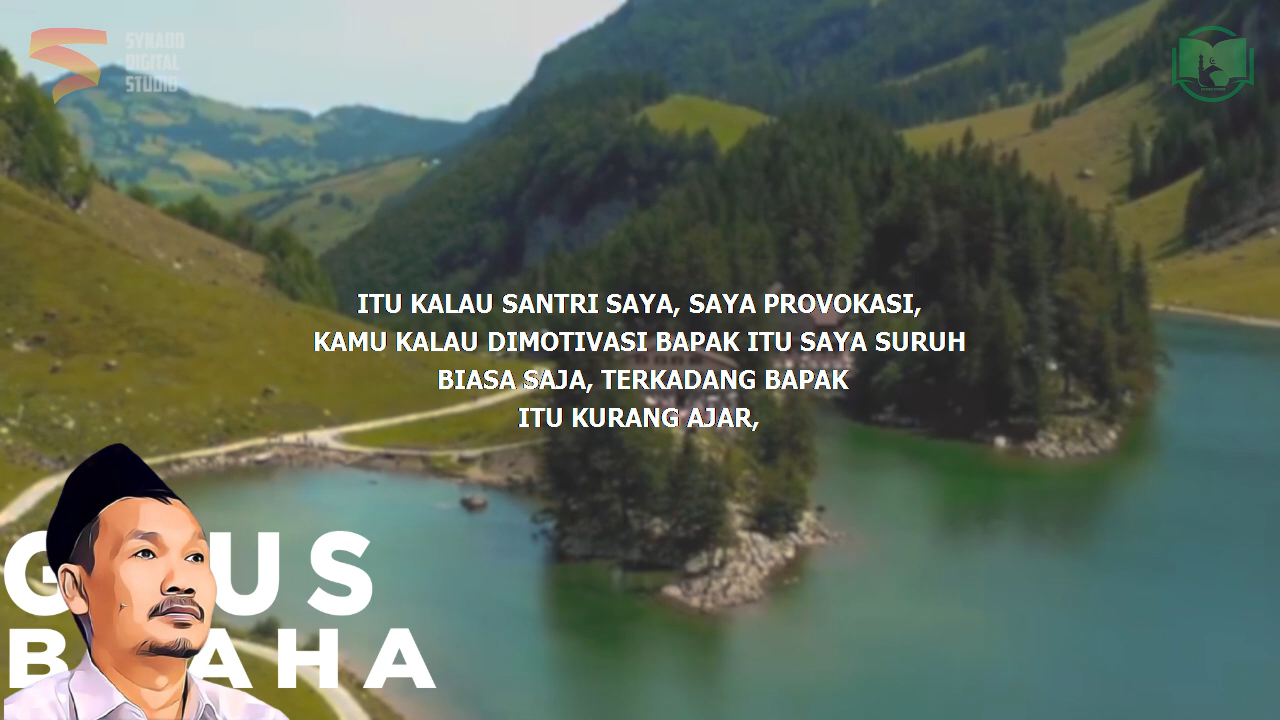 SYNADO
DIGITAL
STUDIO
ITU KALAU SANTRI SAYA, SAYA PROVOKASI,
KAMU KALAU DIMOTIVASI BAPAK ITU SAYA SURUH
BIASA SAJA, TERKADANG BAPAK
ITU KURANG AJAR,
GUS
BAHA